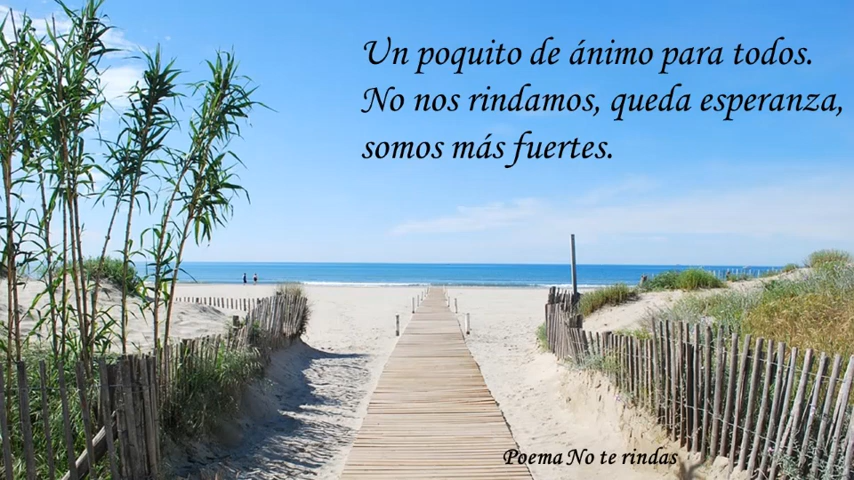 Un poquito de ánimo para todos.
No nos rindamos, queda esperanza,
somos más fuertes.
Poema No te rindas